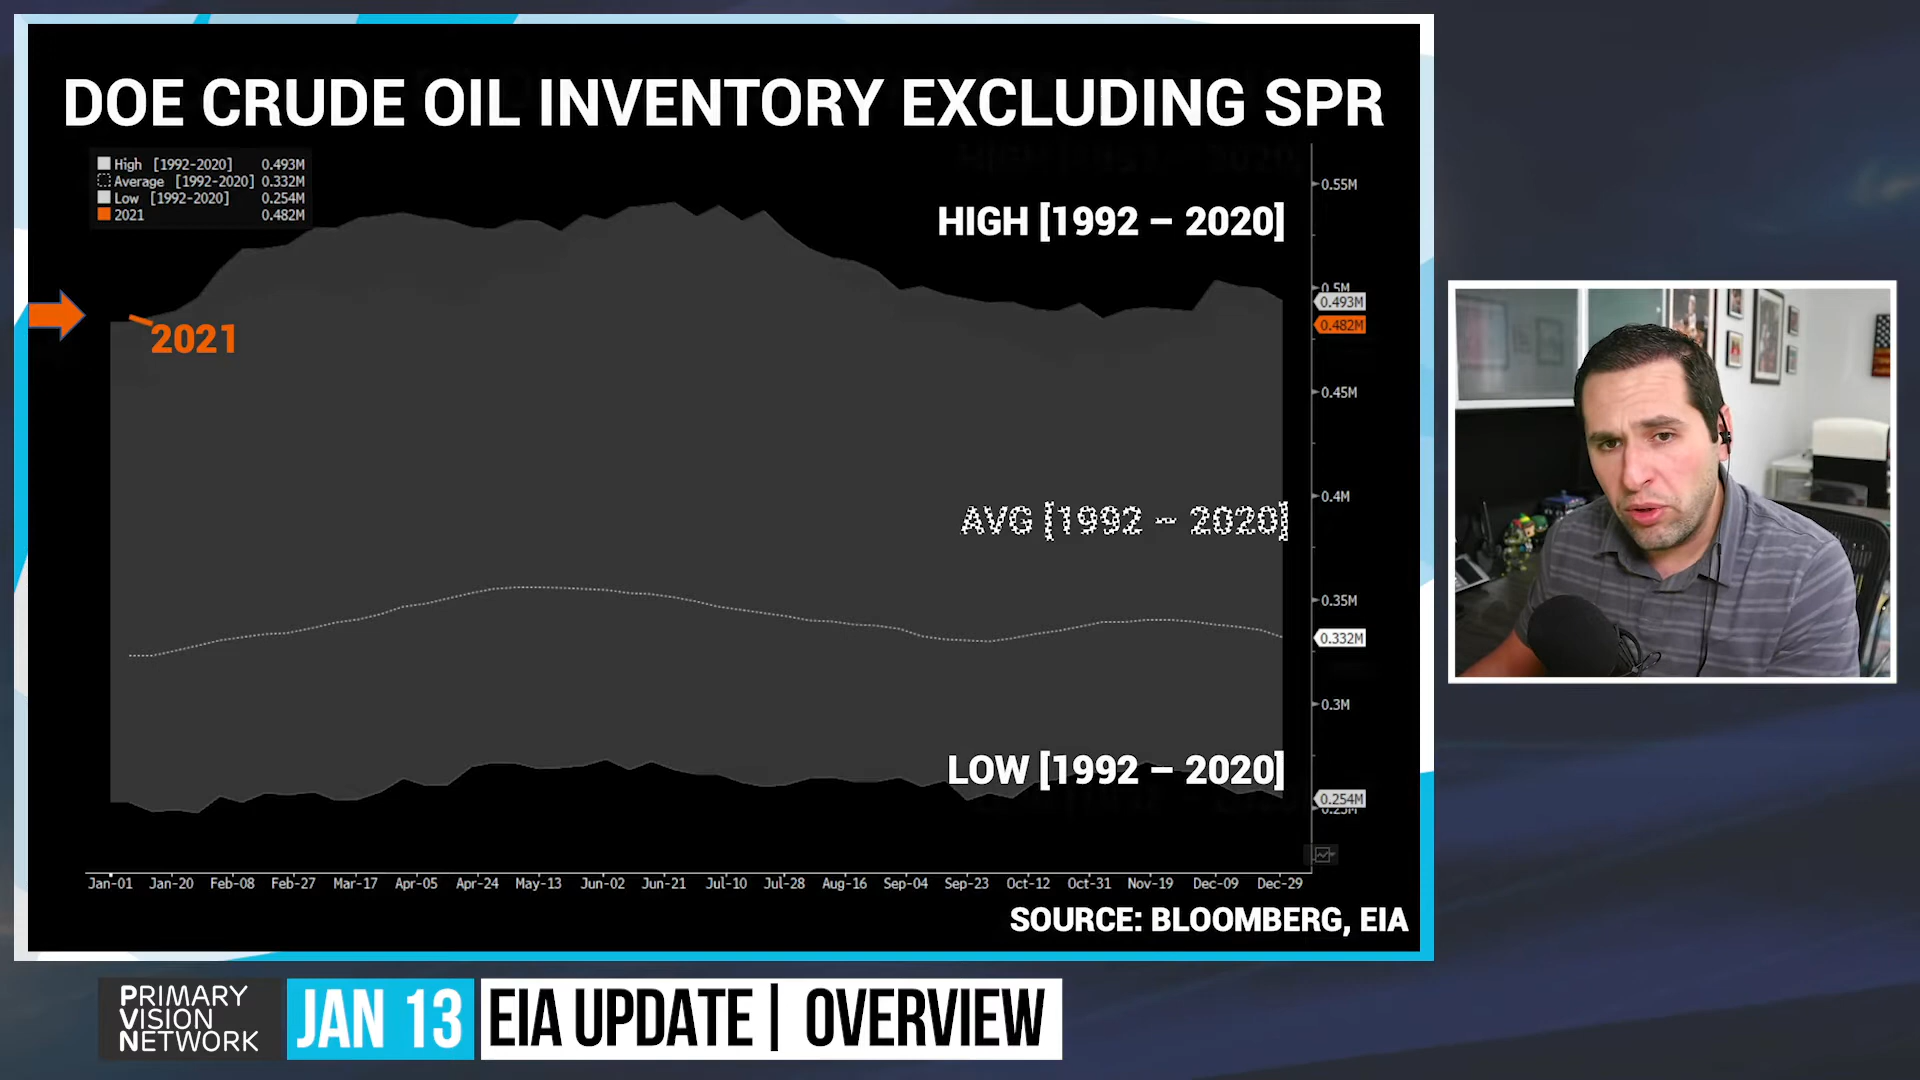 DOE CRUDE OIL INVENTORY EXCLUDING SPR
High [1992-2020] 0.493M
Average [1992-2020] 0.332M
Low [1992-2020] 0.254M
2021 0.482M
HIGH [1992 – 2020]
2021
AVG [1992 – 2020]
LOW [1992 – 2020]
0.55M
0.5M
0.493M
0.482M
0.45M
0.4M
0.35M
0.332M
0.3M
0.254M
0.25M
Jan-01 Jan-20 Feb-08 Feb-27 Mar-17 Apr-05 Apr-24 May-13 Jun-02 Jun-21 Jul-10 Jul-28 Aug-16 Sep-04 Sep-23 Oct-12 Oct-31 Nov-19 Dec-09 Dec-29
SOURCE: BLOOMBERG, EIA
PRIMARY
VISION
NETWORK
JAN 13
EIA UPDATE | OVERVIEW